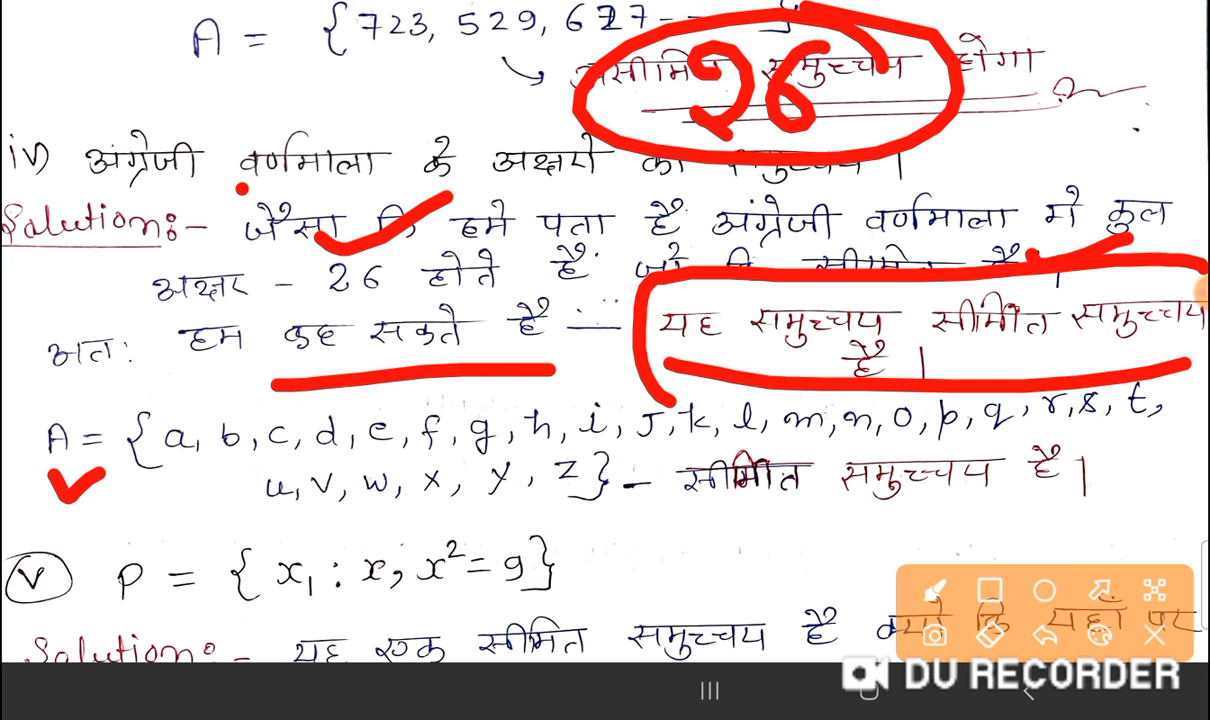 A = {723, 529, 627- - }
असीमित समुच्चय होगा
26
iv) अंग्रेजी वर्णमाला के अक्षरो का समुच्चय।
Solution:- जैसा कि हमे पता है अंग्रेजी वर्णमाला मे कुल
अक्षर - 26 होते है जो कि सीमित है।
अतः हम कह सकते है — यह समुच्चय सीमित समुच्चय
है।
A = {a, b, c, d, e, f, g, h, i, J, k, l, m, n, o, p, q, r, s, t,
u, v, w, x, y, z} - सीमित समुच्चय है।
(v) P = { x₁ : x, x² = 9}
Solution:- यह एक सीमित समुच्चय है क्यो कि यहाँ पर
DU RECORDER